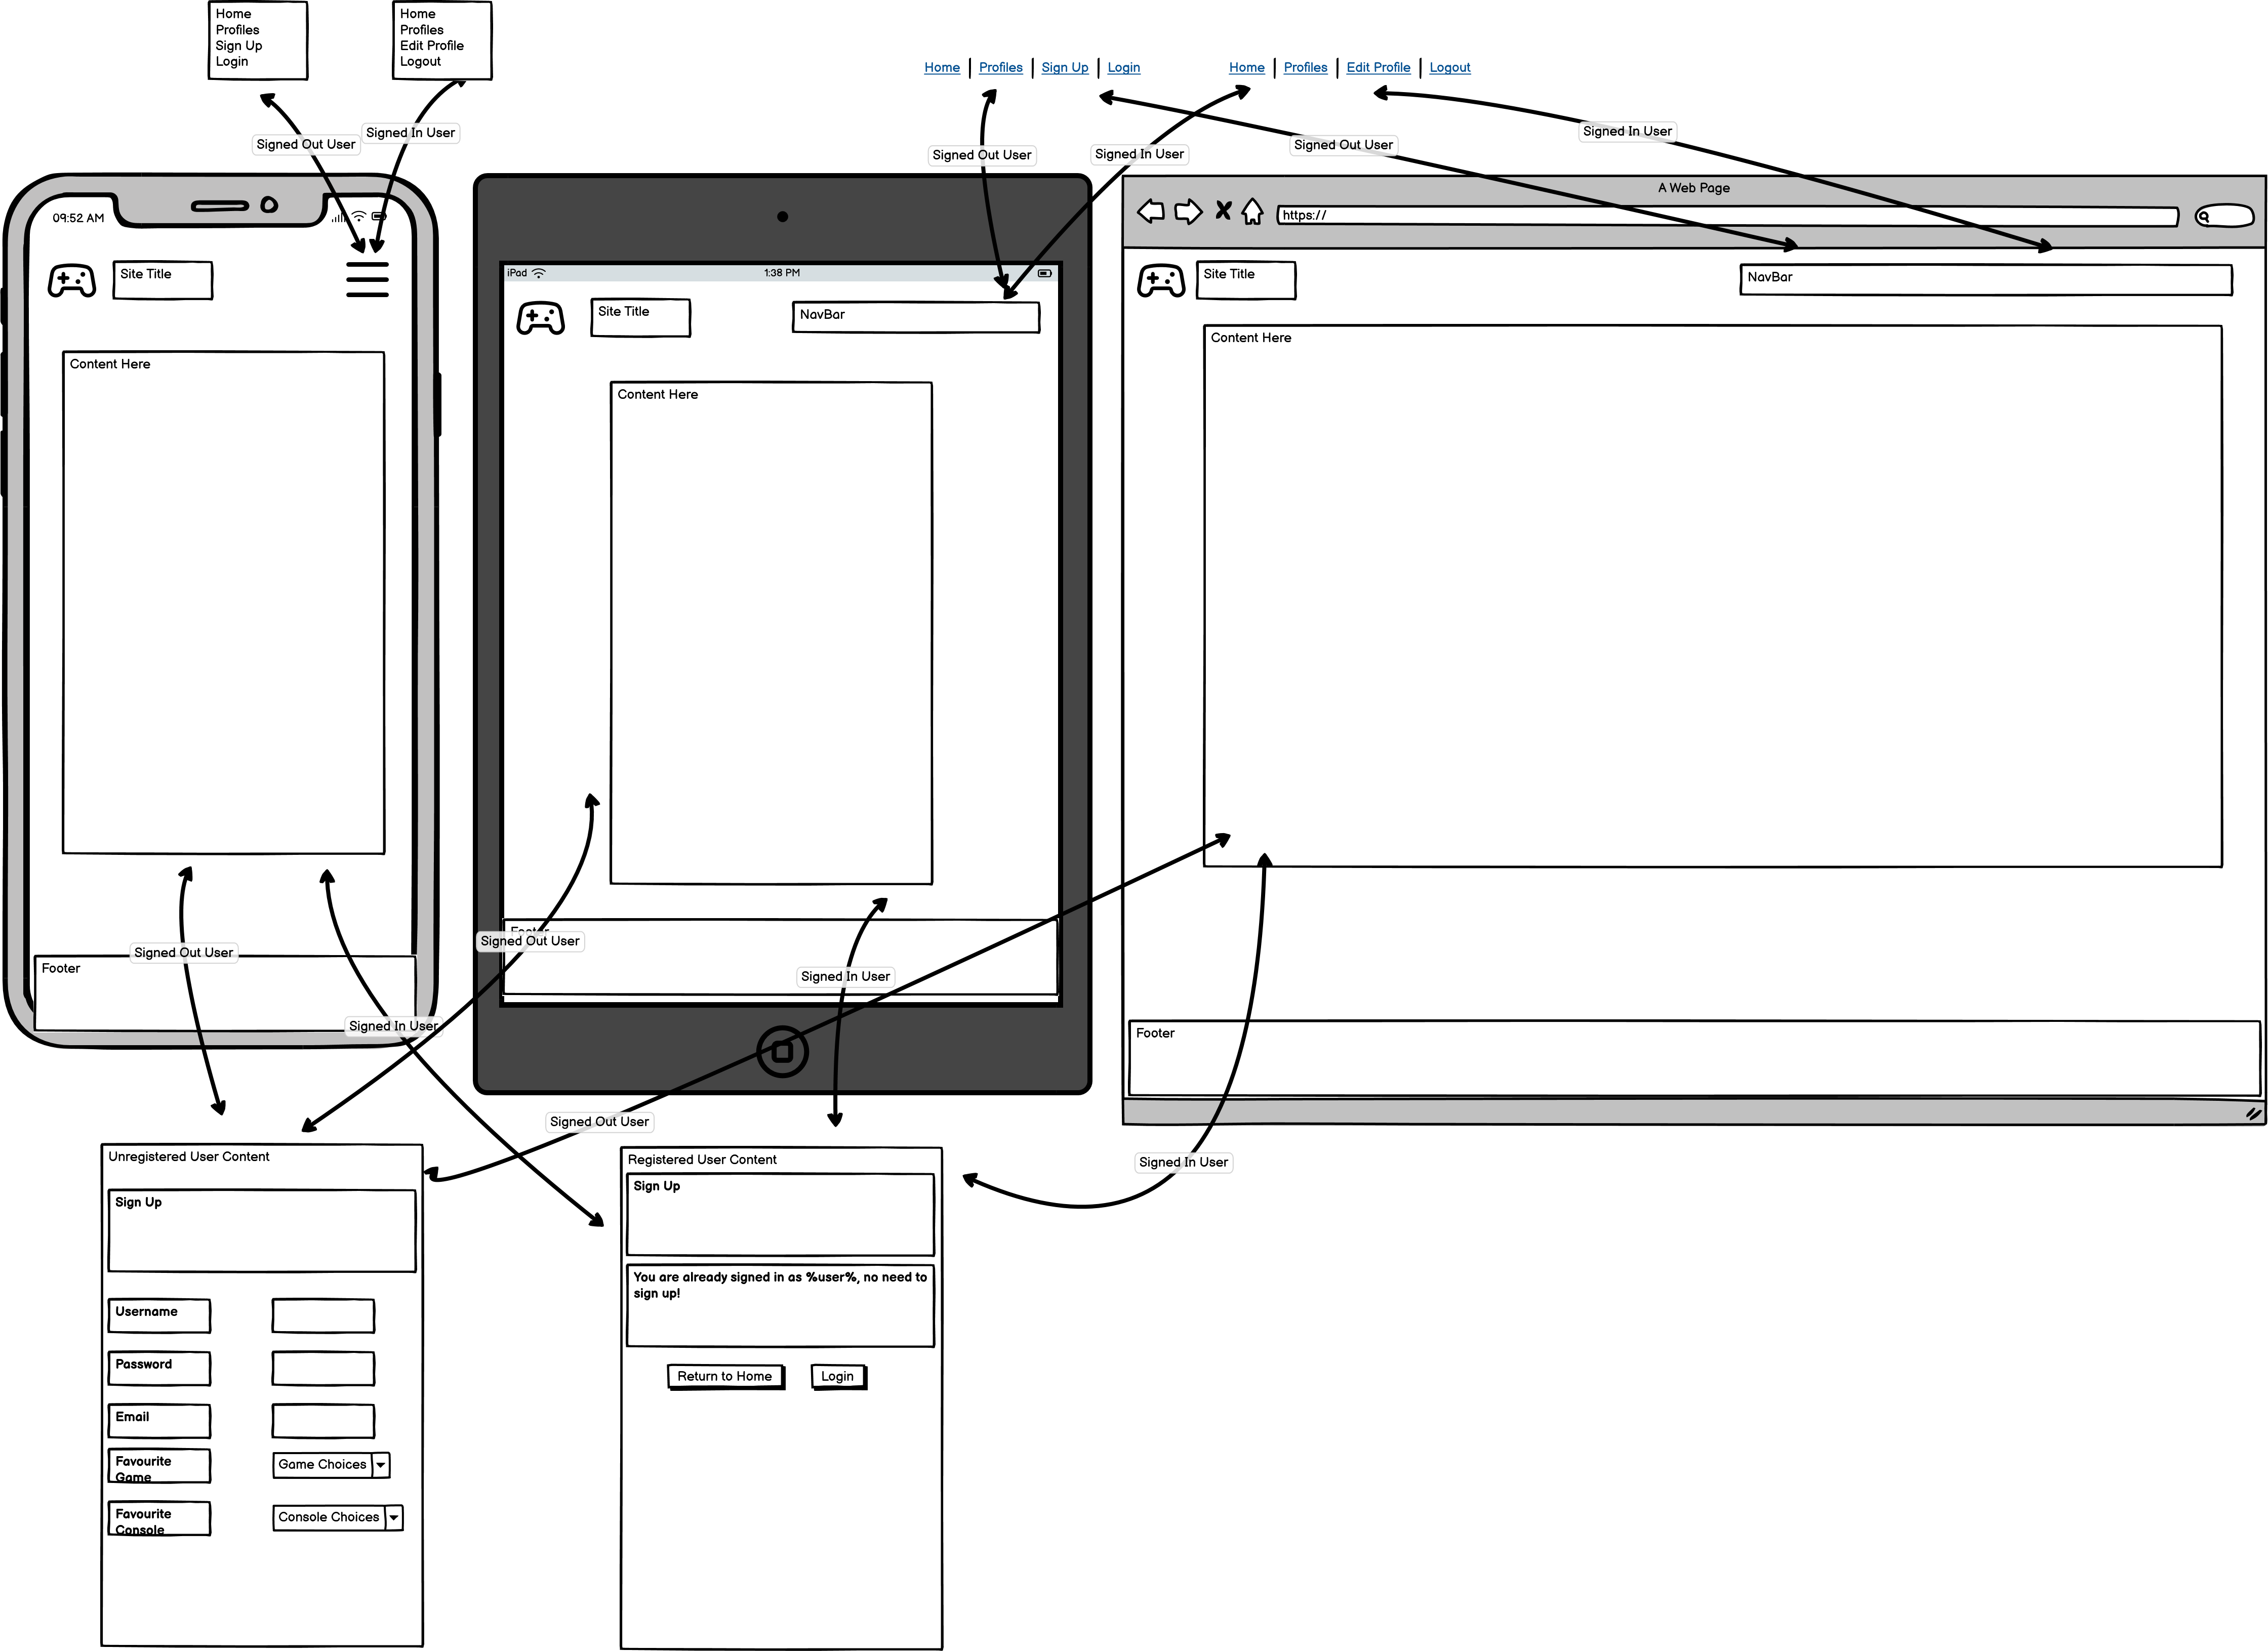 Home
Profiles
Sign Up
Login
Home
Profiles
Edit Profile
Logout
Home Profiles Sign Up Login
Home Profiles Edit Profile Logout
Signed Out User
Signed In User
Signed Out User
Signed In User
Signed Out User
Signed In User
09:52 AM
Site Title
Content Here
Signed Out User
Footer
Signed In User
iPad
1:38 PM
Site Title
NavBar
Content Here
Footer
Signed Out User
Signed In User
A Web Page
https://
Site Title
NavBar
Content Here
Footer
Signed Out User
Signed In User
Unregistered User Content
Sign Up
Username
Password
Email
Favourite
Game
Game Choices
Favourite
Console
Console Choices
Registered User Content
Sign Up
You are already signed in as %user%, no need to
sign up!
Return to Home
Login